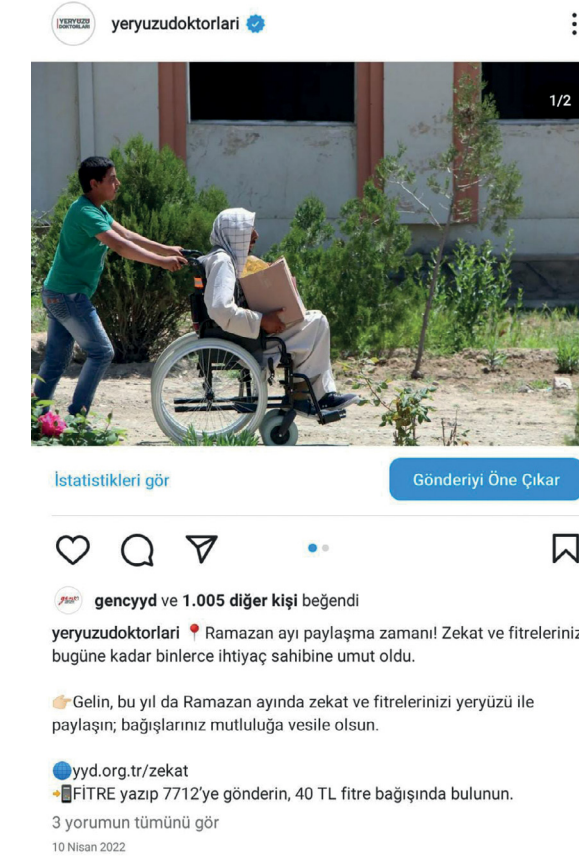 YERYÜZÜ
DOKTORLARI
yeryuzudoktorlari
1/2
İstatistikleri gör
Gönderiyi Öne Çıkar
gencyyd ve 1.005 diğer kişi beğendi
yeryuzudoktorlari 📍 Ramazan ayı paylaşma zamanı! Zekat ve fitreleriniz
bugüne kadar binlerce ihtiyaç sahibine umut oldu.
👉🏻Gelin, bu yıl da Ramazan ayında zekat ve fitrelerinizi yeryüzü ile
paylaşın; bağışlarınız mutluluğa vesile olsun.
🌐yyd.org.tr/zekat
📲FİTRE yazıp 7712'ye gönderin, 40 TL fitre bağışında bulunun.
3 yorumun tümünü gör
10 Nisan 2022